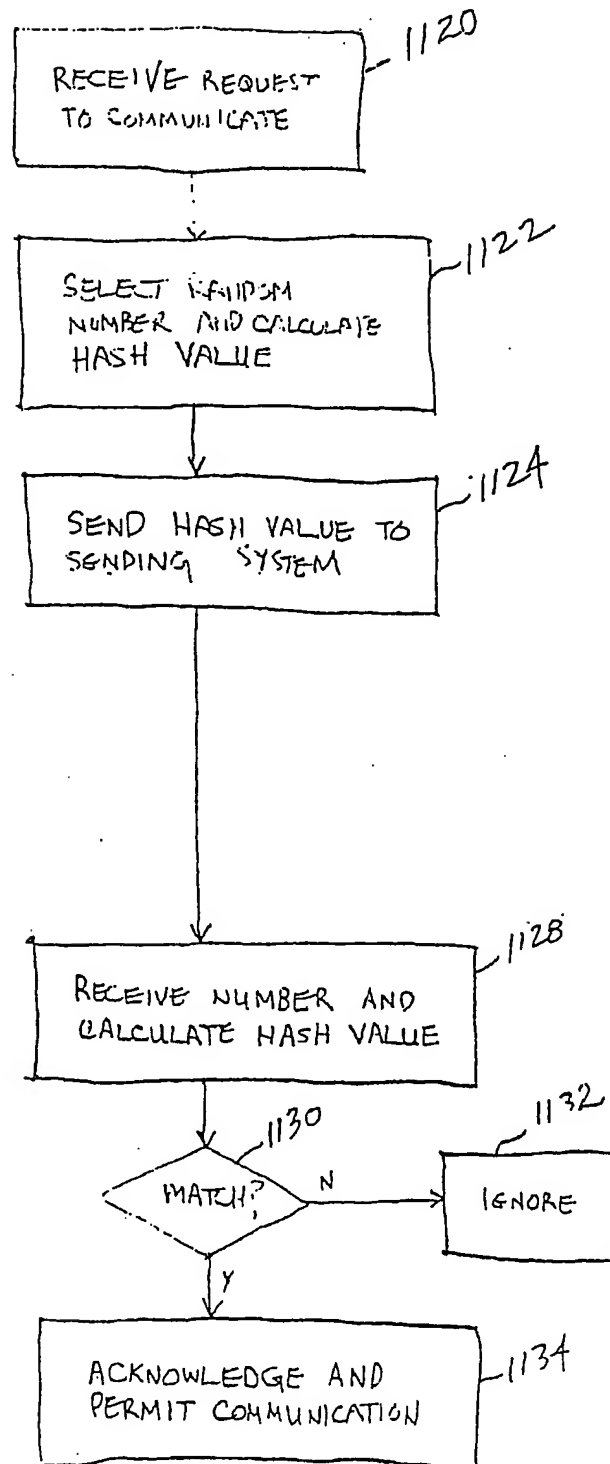 1120
RECEIVE REQUEST
TO COMMUNICATE
1122
SELECT RANDOM
NUMBER AND CALCULATE
HASH VALUE
1124
SEND HASH VALUE TO
SENDING SYSTEM
1128
RECEIVE NUMBER AND
CALCULATE HASH VALUE
1130
MATCH?
N
1132
IGNORE
Y
1134
ACKNOWLEDGE AND
PERMIT COMMUNICATION